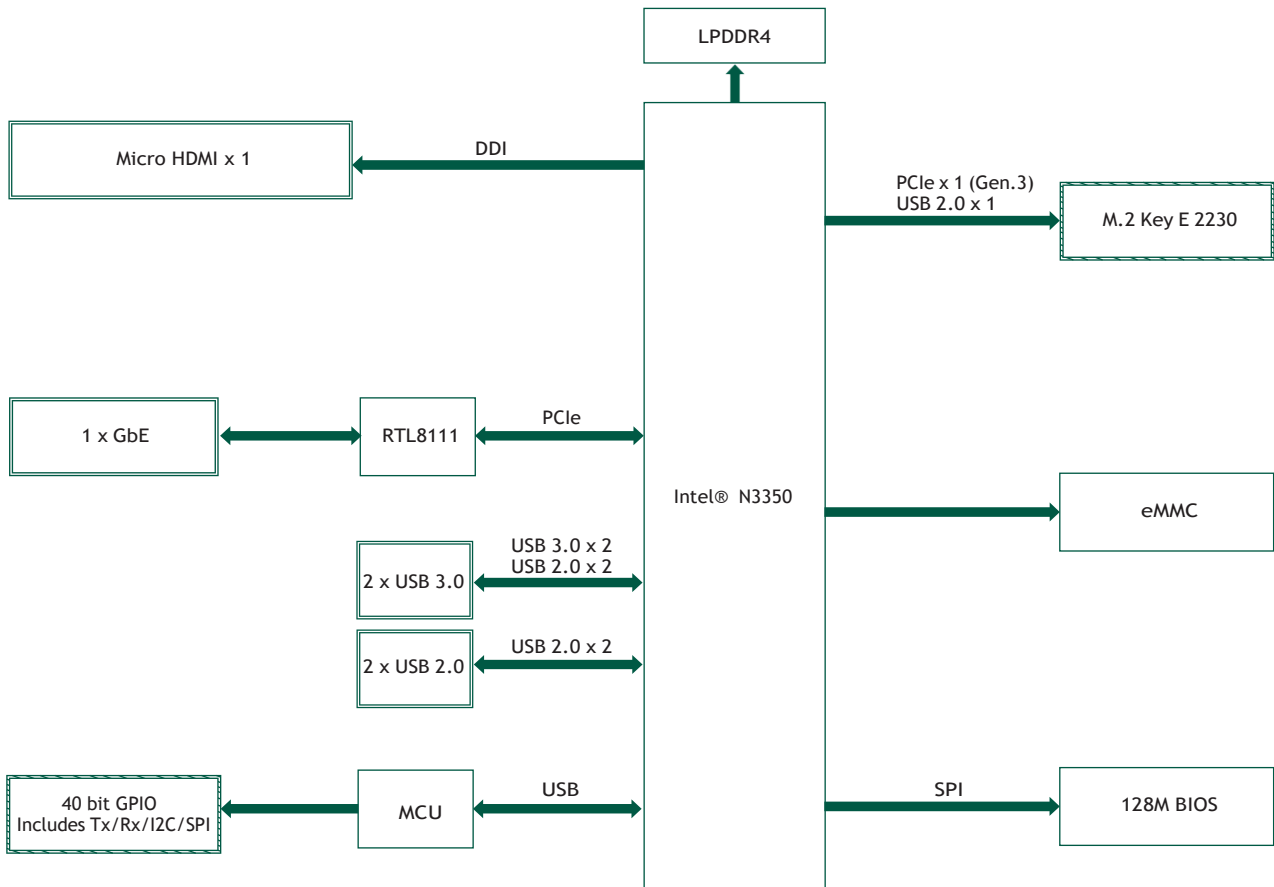 LPDDR4
Micro HDMI x 1
DDI
PCIe x 1 (Gen.3)
USB 2.0 x 1
M.2 Key E 2230
1 x GbE
RTL8111
PCIe
Intel® N3350
eMMC
USB 3.0 x 2
USB 2.0 x 2
2 x USB 3.0
USB 2.0 x 2
2 x USB 2.0
40 bit GPIO
Includes Tx/Rx/I2C/SPI
MCU
USB
SPI
128M BIOS